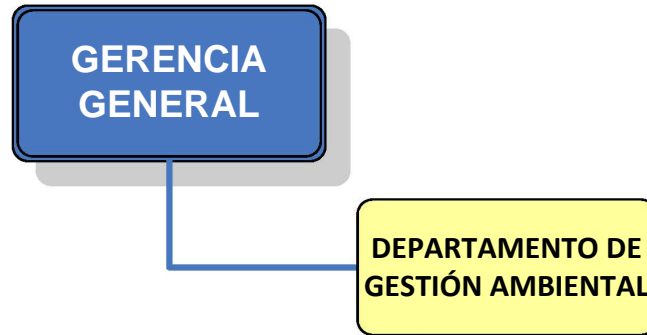 GERENCIA
GENERAL
DEPARTAMENTO DE
GESTIÓN AMBIENTAL